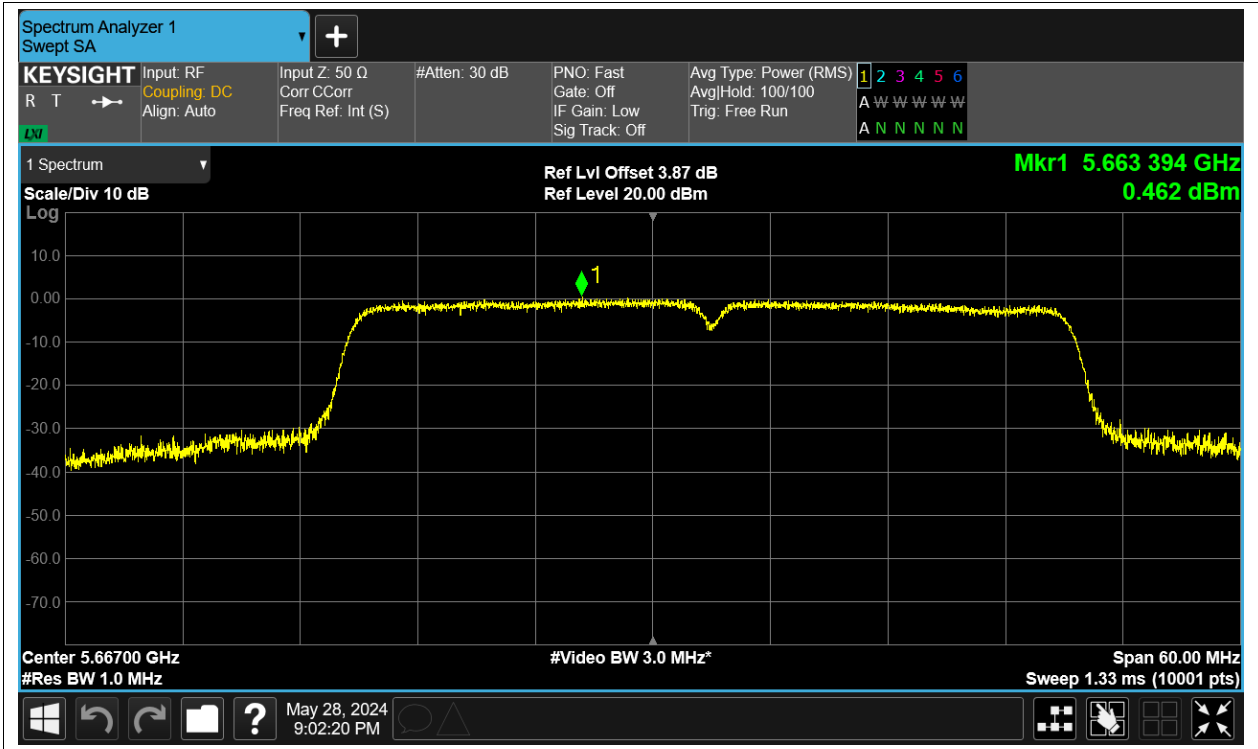 Spectrum Analyzer 1
Swept SA
KEYSIGHT
R T
LXI
Input: RF
Coupling: DC
Align: Auto
Input Z: 50 Ω
Corr CCorr
Freq Ref: Int (S)
#Atten: 30 dB
PNO: Fast
Gate: Off
IF Gain: Low
Sig Track: Off
Avg Type: Power (RMS)
Avg|Hold: 100/100
Trig: Free Run
1 2 3 4 5 6
A W W W W W
A N N N N N
1 Spectrum
Scale/Div 10 dB
Log
Ref Lvl Offset 3.87 dB
Ref Level 20.00 dBm
Mkr1 5.663 394 GHz
0.462 dBm
10.0
0.00
-10.0
-20.0
-30.0
-40.0
-50.0
-60.0
-70.0
1
Center 5.66700 GHz
#Res BW 1.0 MHz
#Video BW 3.0 MHz*
Span 60.00 MHz
Sweep 1.33 ms (10001 pts)
?
May 28, 2024
9:02:20 PM